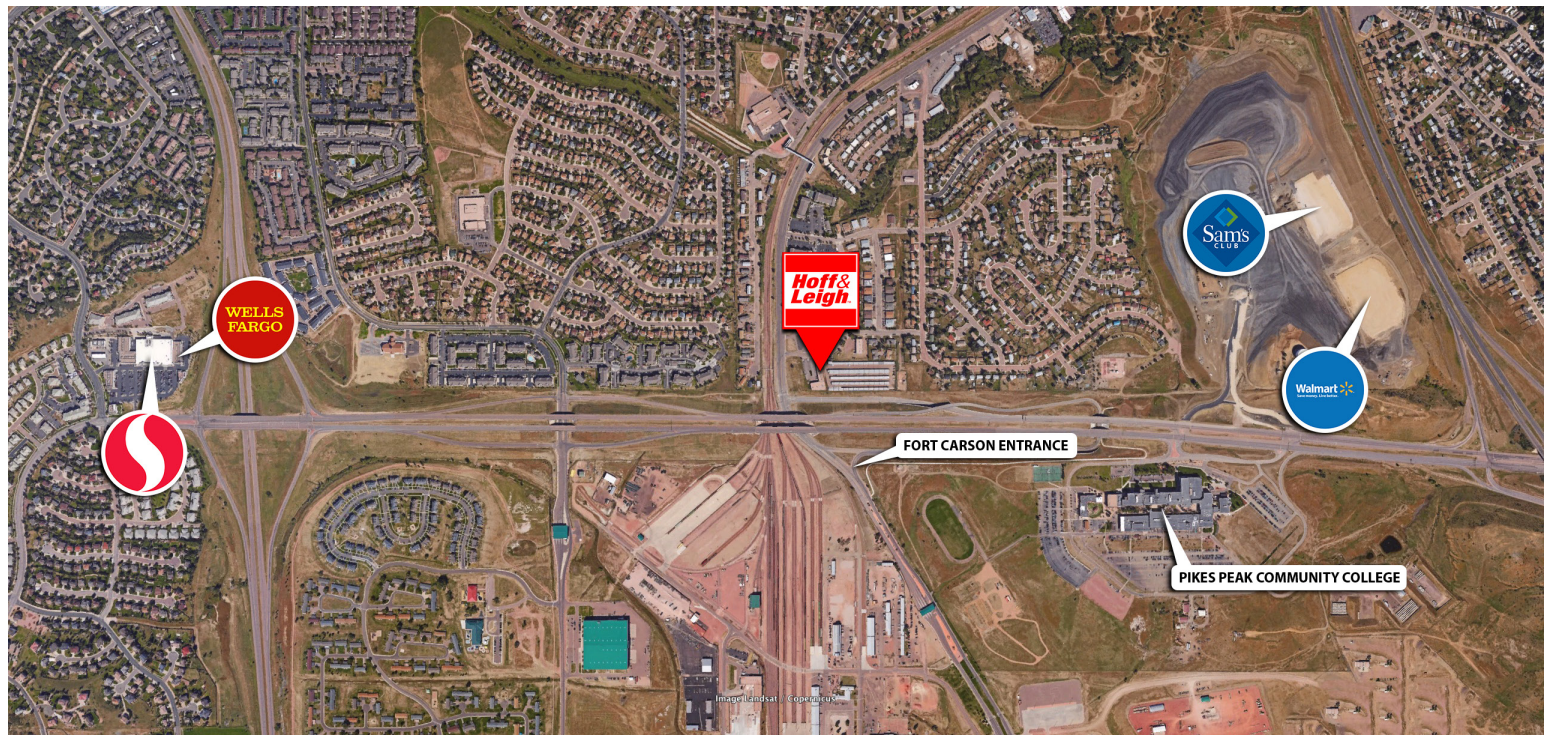 Sam's
CLUB
Hoff&
Leigh
WELLS
FARGO
Walmart
Save money. Live better.
FORT CARSON ENTRANCE
PIKES PEAK COMMUNITY COLLEGE
Image Landsat / Copernicus